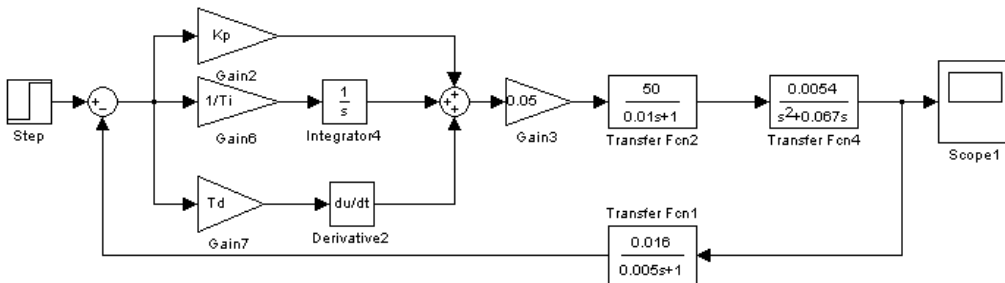 Step
+
−
Kp
Gain2
1/Ti
Gain6
1
s
Integrator4
Td
Gain7
du/dt
Derivative2
+
+
+
0.05
Gain3
50
0.01s+1
Transfer Fcn2
0.0054
s²+0.067s
Transfer Fcn4
Scope1
Transfer Fcn1
0.016
0.005s+1